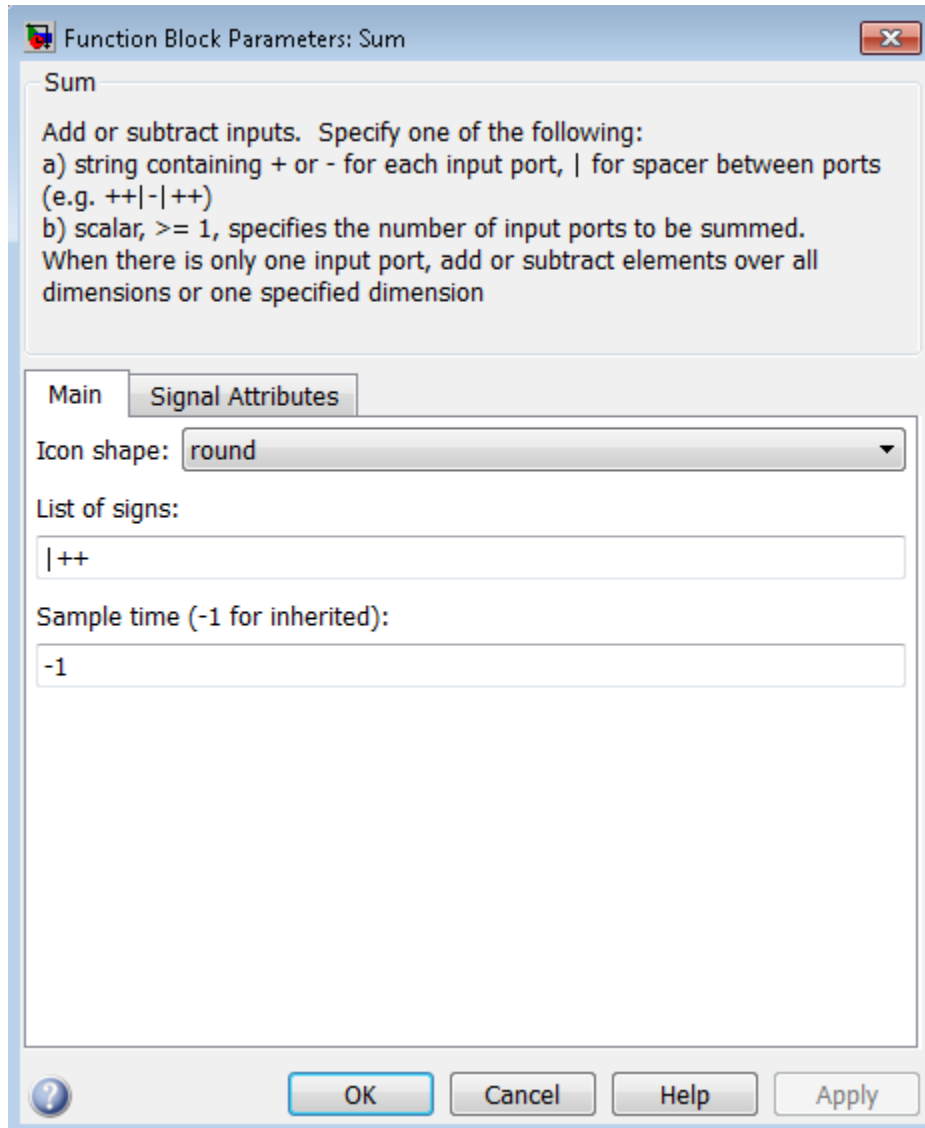 Function Block Parameters: Sum
Sum
Add or subtract inputs.  Specify one of the following:
a) string containing + or - for each input port, | for spacer between ports
(e.g. ++|-|++)
b) scalar, >= 1, specifies the number of input ports to be summed.
When there is only one input port, add or subtract elements over all
dimensions or one specified dimension
Main
Signal Attributes
Icon shape: round
List of signs:
|++
Sample time (-1 for inherited):
-1
OK
Cancel
Help
Apply